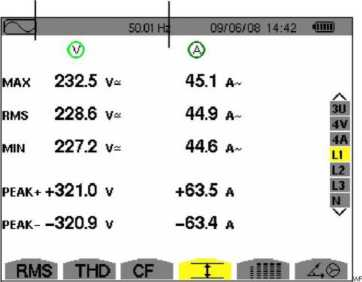 50.01 Hz 09/06/08 14:42
V A
MAX 232.5 V≃ 45.1 A~
3U
RMS 228.6 V≃ 44.9 A~
4V
4A
MIN 227.2 V≃ 44.6 A~
L1
L2
PEAK+ +321.0 V +63.5 A
L3
N
PEAK- -320.9 V -63.4 A
RMS THD CF